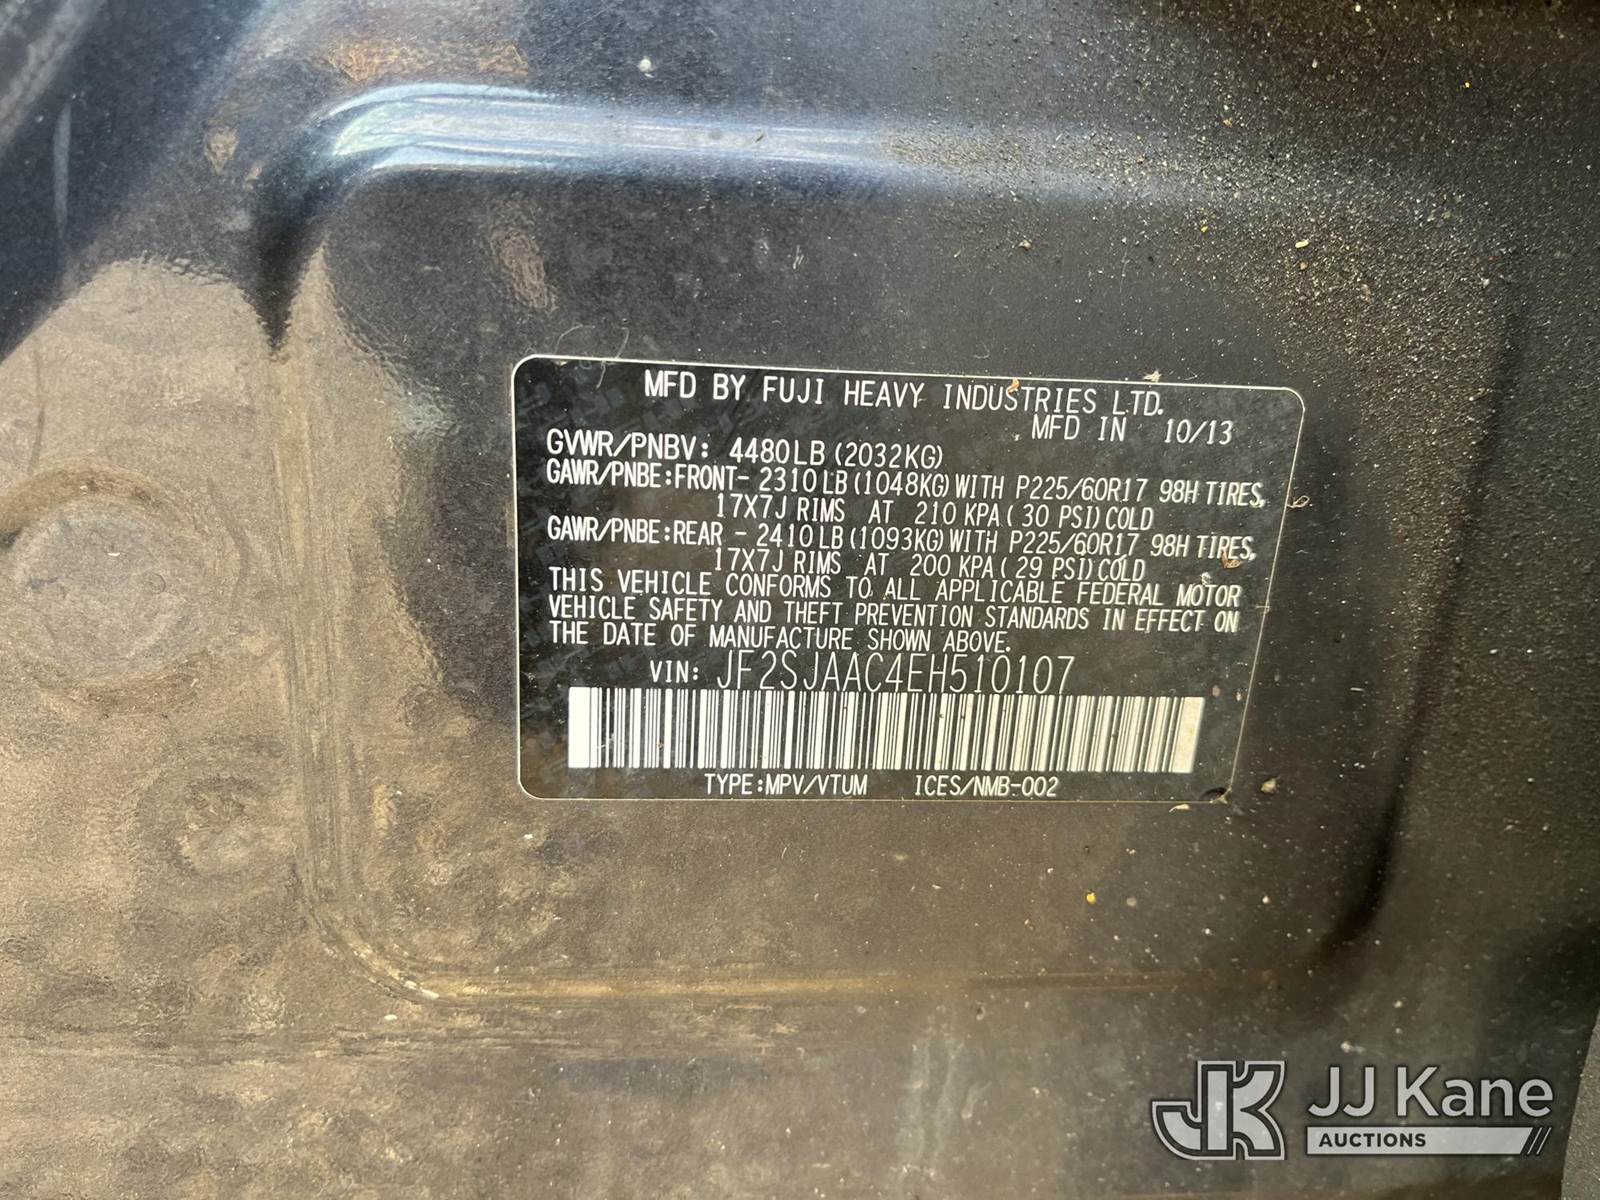 MFD BY FUJI HEAVY INDUSTRIES LTD.
MFD IN 10/13
GVWR/PNBV: 4480LB (2032KG)
GAWR/PNBE:FRONT- 2310LB (1048KG) WITH P225/60R17 98H TIRES,
17X7J RIMS AT 210 KPA ( 30 PSI) COLD
GAWR/PNBE:REAR - 2410LB (1093KG) WITH P225/60R17 98H TIRES,
17X7J RIMS AT 200 KPA ( 29 PSI) COLD
THIS VEHICLE CONFORMS TO ALL APPLICABLE FEDERAL MOTOR
VEHICLE SAFETY AND THEFT PREVENTION STANDARDS IN EFFECT ON
THE DATE OF MANUFACTURE SHOWN ABOVE.
VIN: JF2SJAAC4EH510107
TYPE:MPV/VTUM ICES/NMB-002
JK JJ Kane
AUCTIONS